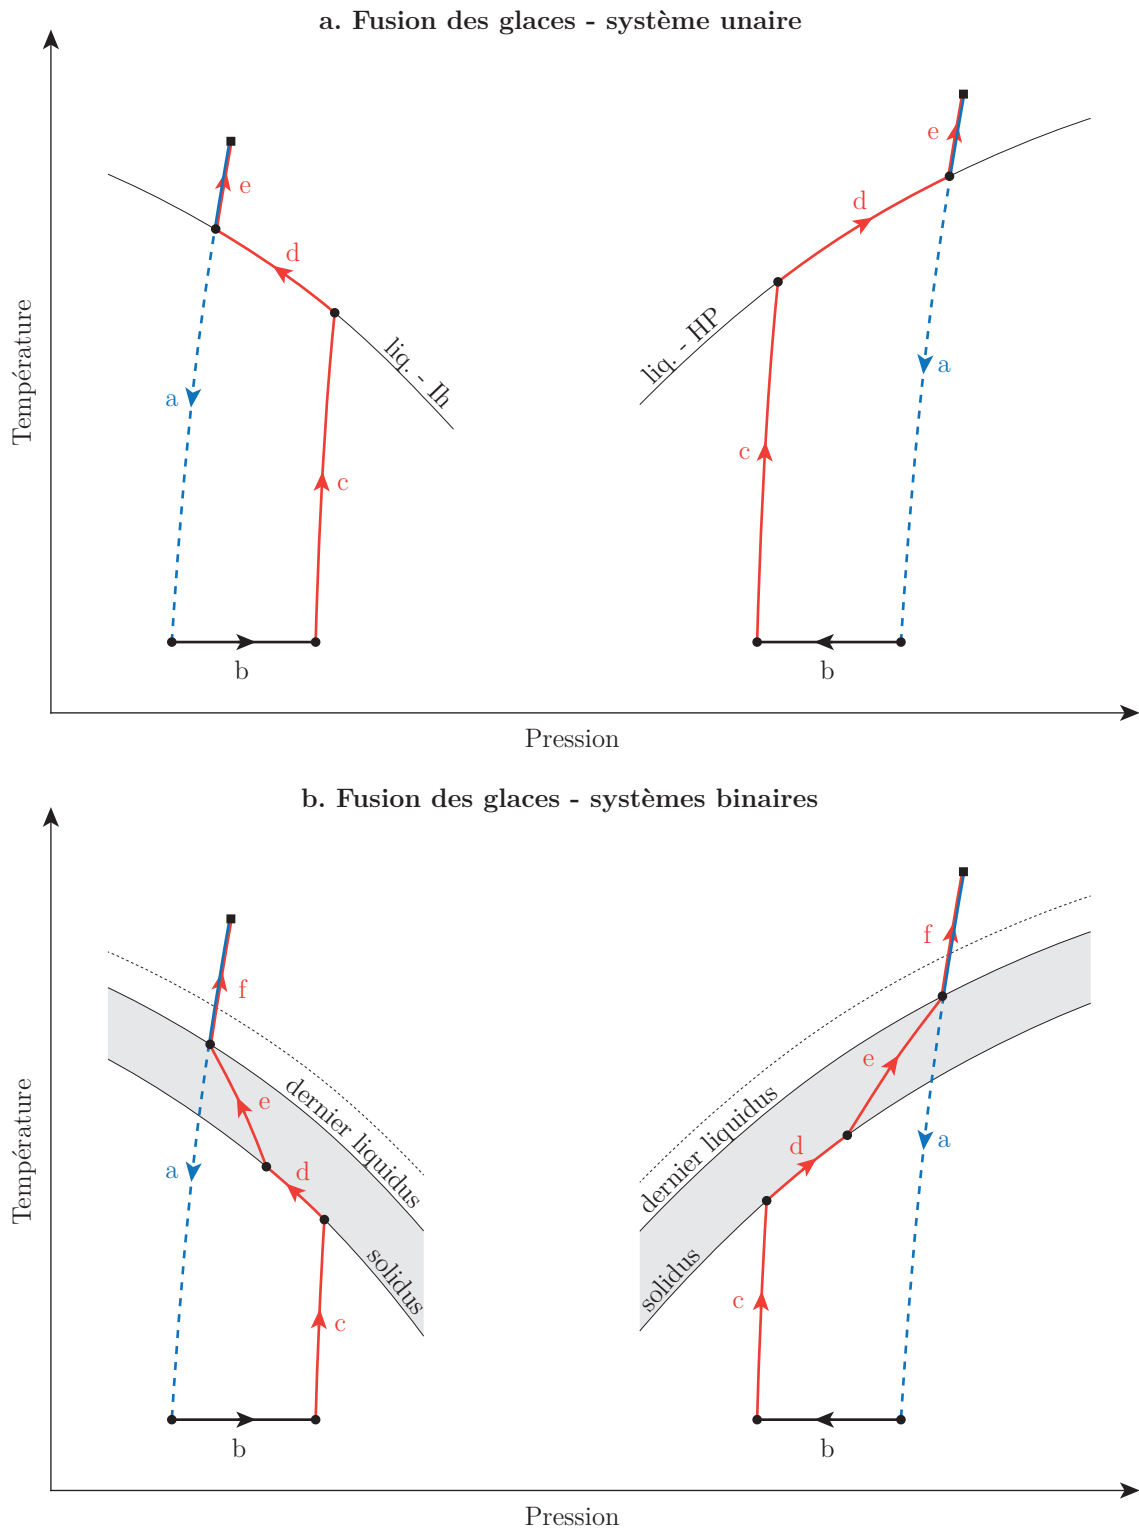 a. Fusion des glaces - système unaire
Température
e
d
a
c
liq. - Ih
b
e
d
liq. - HP
a
c
b
Pression
b. Fusion des glaces - systèmes binaires
Température
f
e
dernier liquidus
d
a
solidus
c
b
f
e
dernier liquidus
d
a
solidus
c
b
Pression